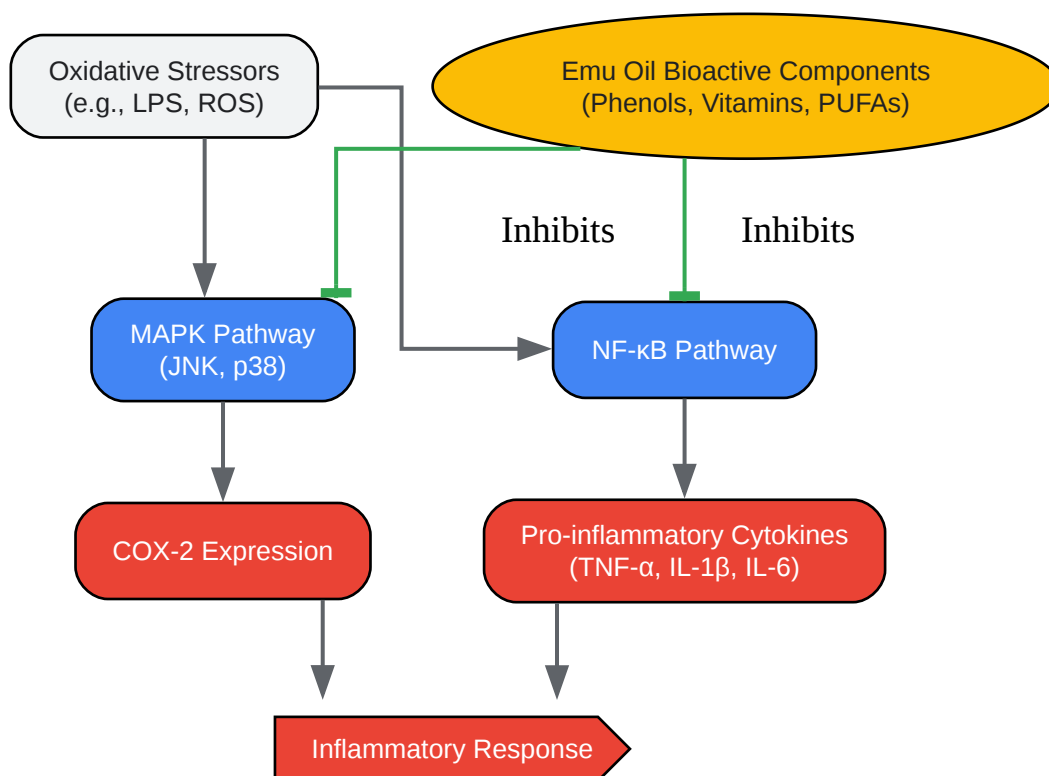 Oxidative Stressors
(e.g., LPS, ROS)
Emu Oil Bioactive Components
(Phenols, Vitamins, PUFAs)
Inhibits
Inhibits
MAPK Pathway
(JNK, p38)
NF-κB Pathway
COX-2 Expression
Pro-inflammatory Cytokines
(TNF-α, IL-1β, IL-6)
Inflammatory Response